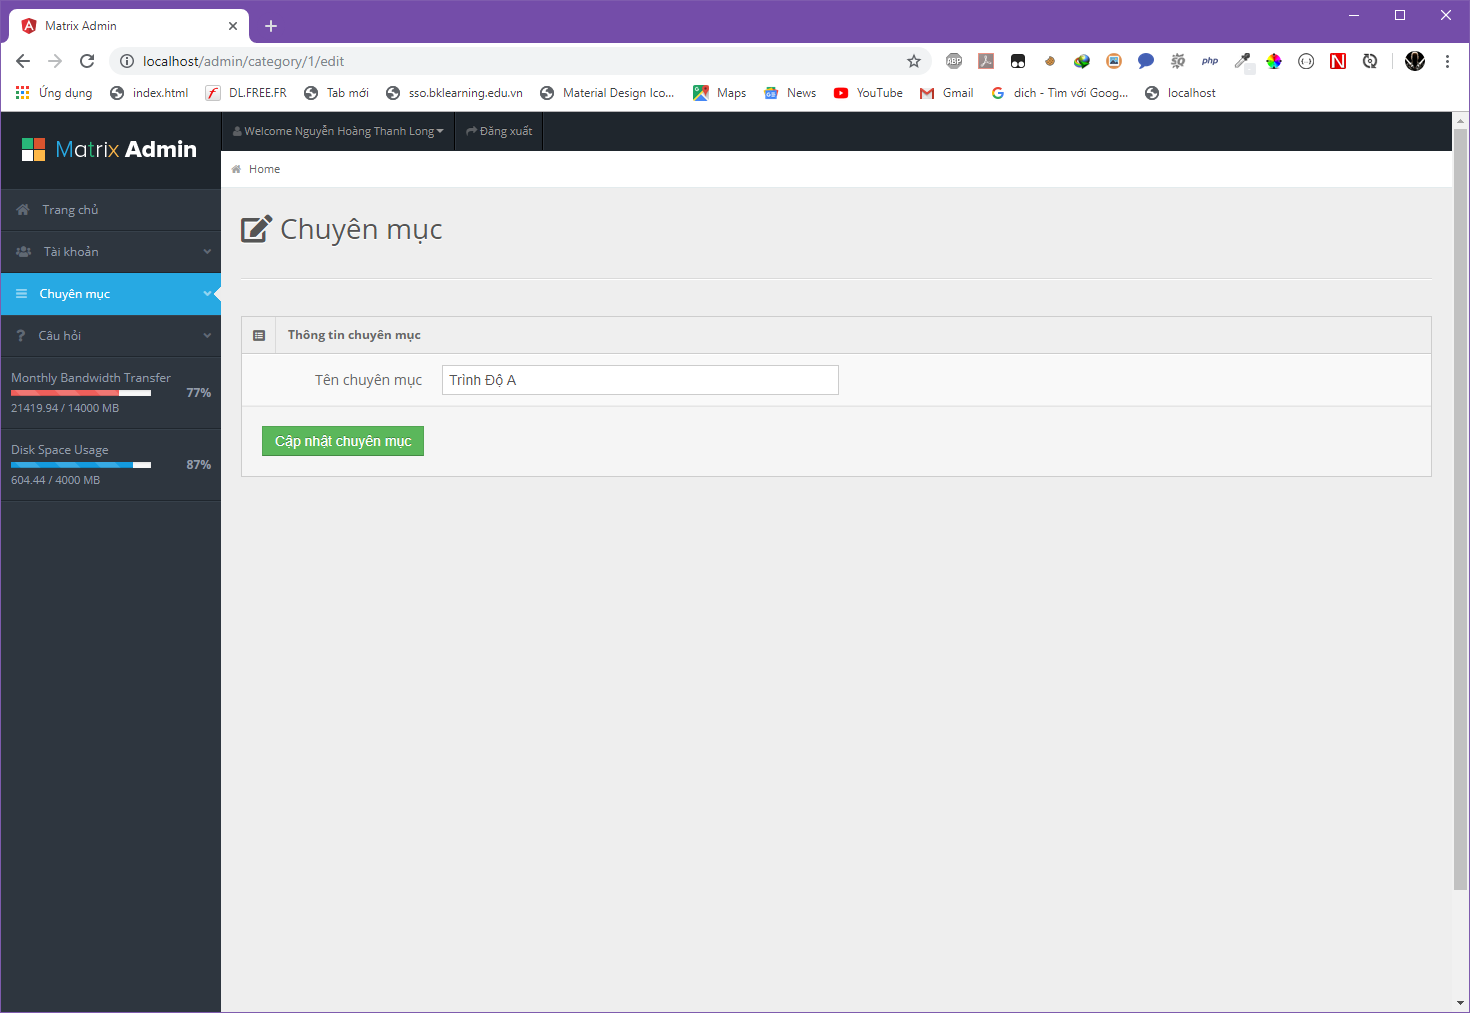 Matrix Admin
localhost/admin/category/1/edit
ABP php N
Ứng dụng index.html DL.FREE.FR Tab mới sso.bklearning.edu.vn Material Design Ico... Maps News YouTube Gmail dich - Tìm với Goog... localhost
Matrix Admin
Welcome Nguyễn Hoàng Thanh Long Đăng xuất
Home
Trang chủ
Tài khoản
Chuyên mục
Câu hỏi
Monthly Bandwidth Transfer
77%
21419.94 / 14000 MB
Disk Space Usage
87%
604.44 / 4000 MB
Chuyên mục
Thông tin chuyên mục
Tên chuyên mục Trình Độ A
Cập nhật chuyên mục